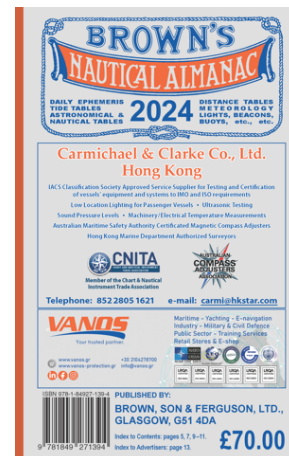 BROWN'S
NAUTICAL ALMANAC
DAILY EPHEMERIS
TIDE TABLES
ASTRONOMICAL &
NAUTICAL TABLES
2024
DISTANCE TABLES
METEOROLOGY
LIGHTS, BEACONS,
BUOYS, etc., etc.
Carmichael & Clarke Co., Ltd.
Hong Kong
IACS Classification Society Approved Service Supplier for Testing and Certification
of vessels' equipment and systems to IMO and ISO requirements
Low Location Lighting for Passenger Vessels • Ultrasonic Testing
Sound Pressure Levels • Machinery/Electrical Temperature Measurements
Australian Maritime Safety Authority Certificated Magnetic Compass Adjusters
Hong Kong Marine Department Authorized Surveyors
CNITA
Member of the Chart & Nautical
Instrument Trade Association
AUSTRALIAN
COMPASS
ADJUSTERS
Telephone: 852 2805 1621
e-mail: carmi@hkstar.com
VANOS
Your trusted partner
Maritime - Yachting - E-navigation
Industry - Military & Civil Defence
Public Sector - Training Services
Retail Stores & E-shop
www.vanos.gr
www.vanos-protection.gr
info@vanos.gr
LRQA
LRQA
LRQA
LRQA
LRQA
LRQA
ISBN 978-1-84927-139-4
9 781849 271394
PUBLISHED BY:
BROWN, SON & FERGUSON, LTD.,
GLASGOW, G51 4DA
Index to Contents: pages 5, 7, 9–11.
Index to Advertisers: page 13.
£70.00